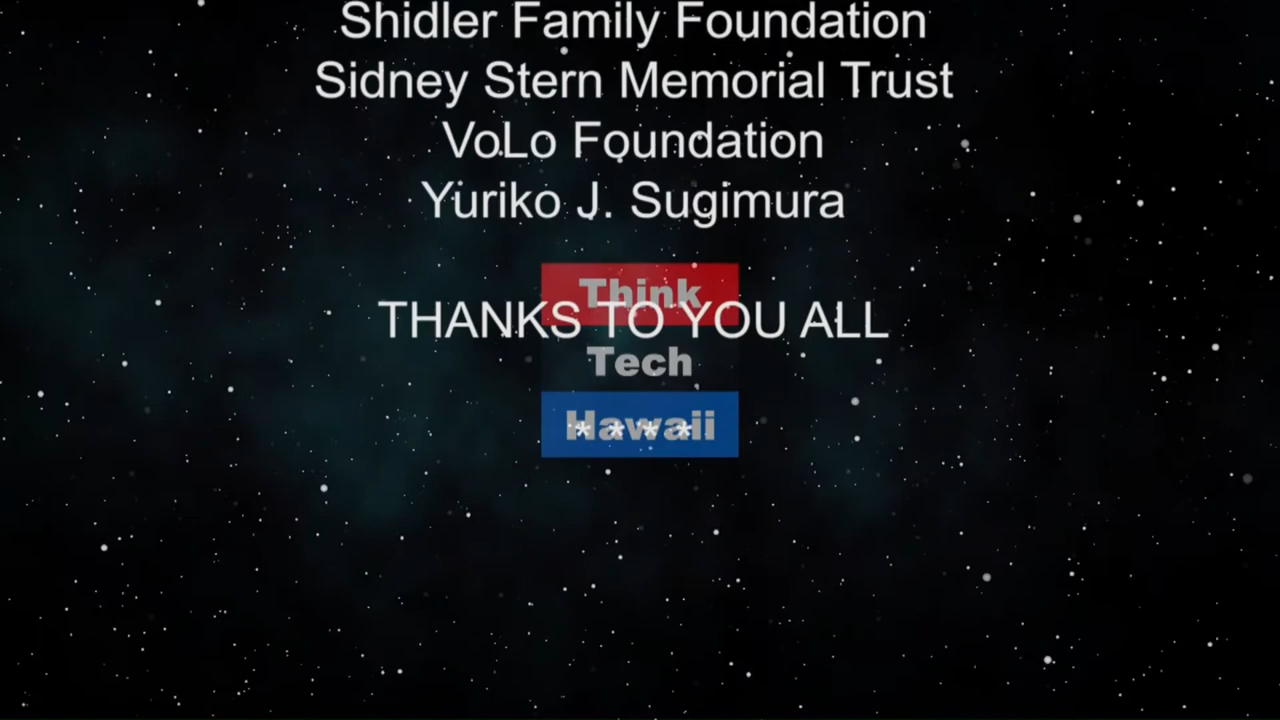 Shidler Family Foundation
Sidney Stern Memorial Trust
VoLo Foundation
Yuriko J. Sugimura
Think
THANKS TO YOU ALL
Tech
Hawaii
* * * *